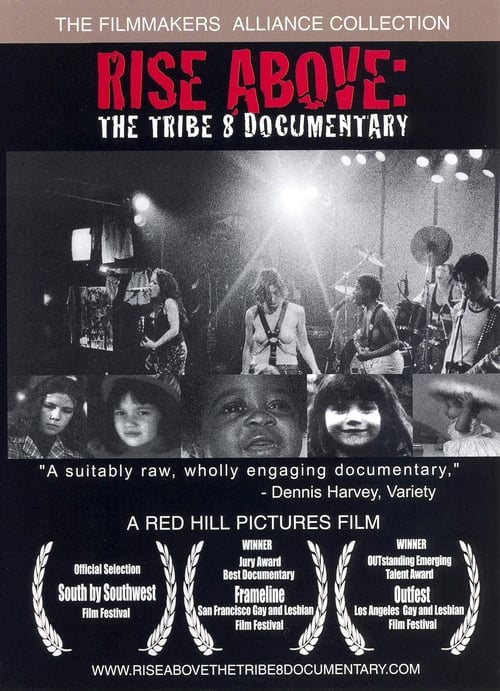 THE FILMMAKERS ALLIANCE COLLECTION
RISE ABOVE:
THE TRIBE 8 DOCUMENTARY
"A suitably raw, wholly engaging documentary,"
- Dennis Harvey, Variety
A RED HILL PICTURES FILM
Official Selection
South by Southwest
Film Festival
WINNER
Jury Award
Best Documentary
Frameline
San Francisco Gay and Lesbian
Film Festival
WINNER
OUTstanding Emerging
Talent Award
Outfest
Los Angeles Gay and Lesbian
Film Festival
WWW.RISEABOVETHETRIBE8DOCUMENTARY.COM